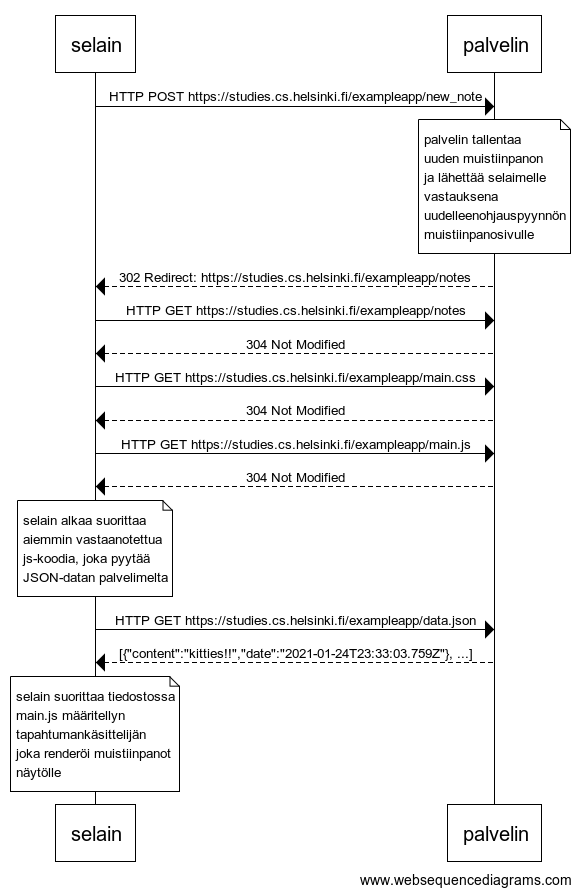 selain
palvelin
HTTP POST https://studies.cs.helsinki.fi/exampleapp/new_note
palvelin tallentaa
uuden muistiinpanon
ja lähettää selaimelle
vastauksena
uudelleenohjauspyynnön
muistiinpanosivulle
302 Redirect: https://studies.cs.helsinki.fi/exampleapp/notes
HTTP GET https://studies.cs.helsinki.fi/exampleapp/notes
304 Not Modified
HTTP GET https://studies.cs.helsinki.fi/exampleapp/main.css
304 Not Modified
HTTP GET https://studies.cs.helsinki.fi/exampleapp/main.js
304 Not Modified
selain alkaa suorittaa
aiemmin vastaanotettua
js-koodia, joka pyytää
JSON-datan palvelimelta
HTTP GET https://studies.cs.helsinki.fi/exampleapp/data.json
[{"content":"kitties!!","date":"2021-01-24T23:33:03.759Z"}, ...]
selain suorittaa tiedostossa
main.js määritellyn
tapahtumankäsittelijän
joka renderöi muistiinpanot
näytölle
selain
palvelin
www.websequencediagrams.com